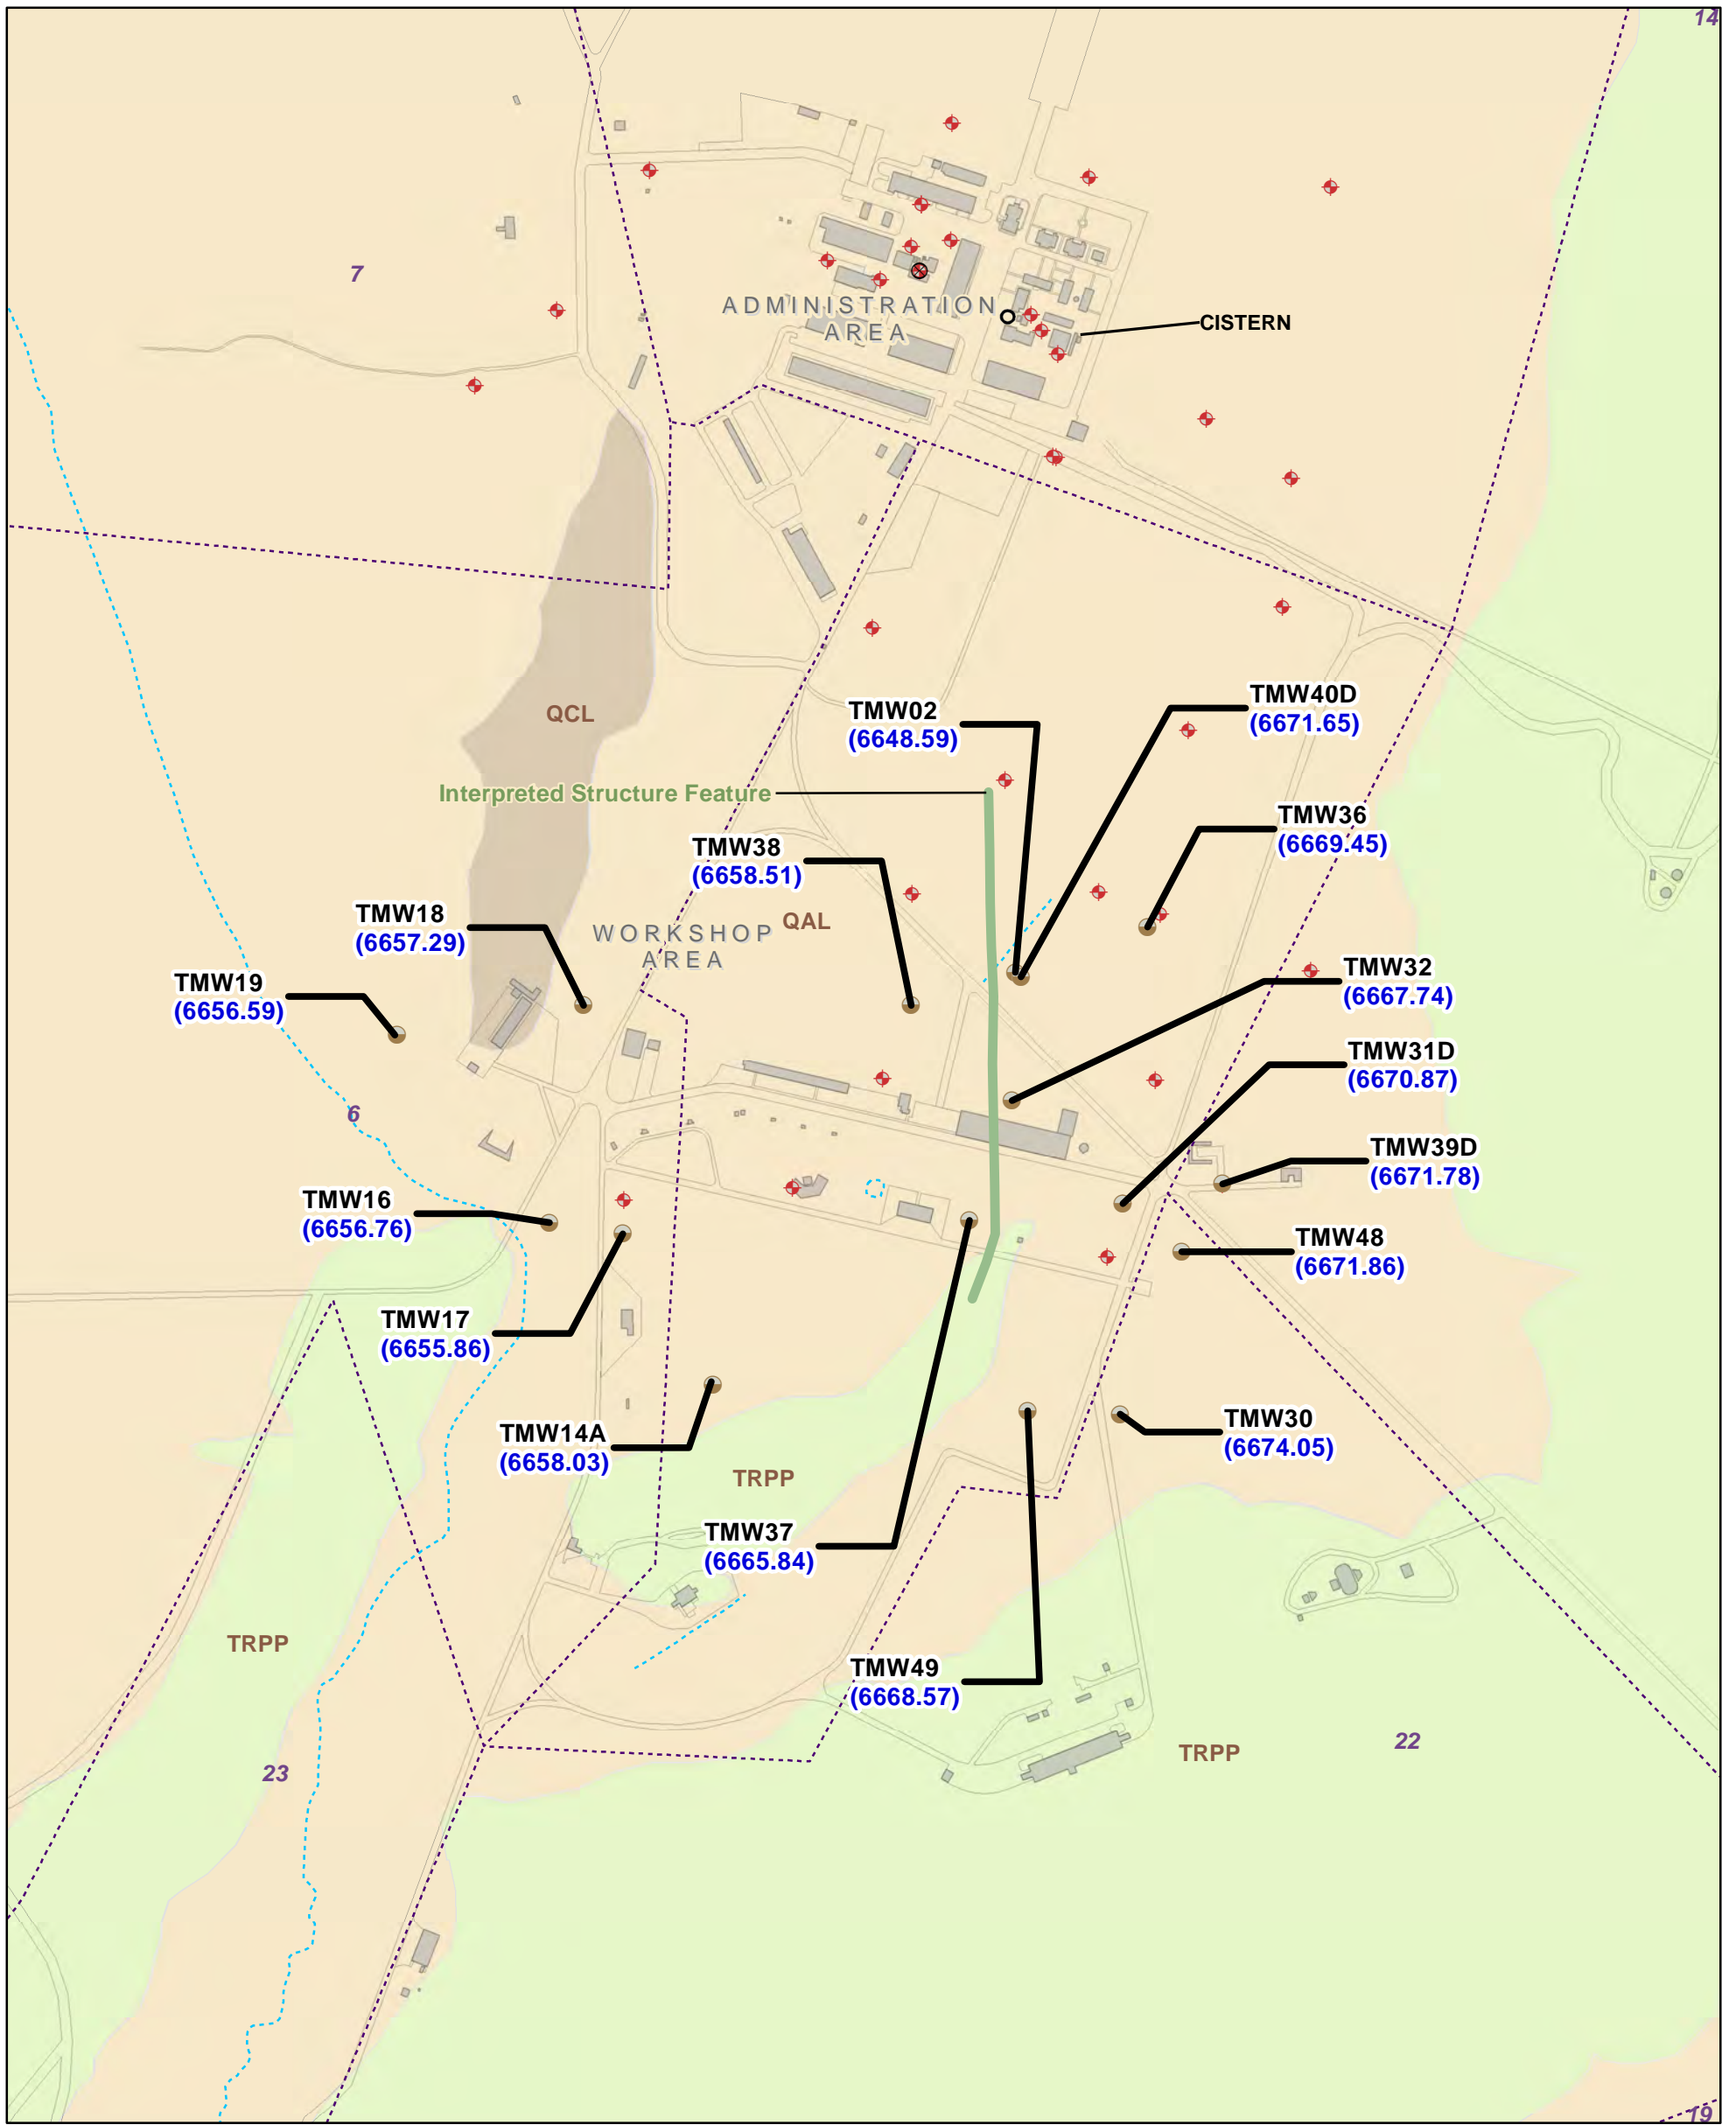 14
7
ADMINISTRATION
AREA
CISTERN
QCL
TMW02
(6648.59)
TMW40D
(6671.65)
Interpreted Structure Feature
TMW36
(6669.45)
TMW38
(6658.51)
TMW18
(6657.29)
WORKSHOP
AREA
QAL
TMW19
(6656.59)
TMW32
(6667.74)
TMW31D
(6670.87)
6
TMW39D
(6671.78)
TMW16
(6656.76)
TMW48
(6671.86)
TMW17
(6655.86)
TMW14A
(6658.03)
TMW30
(6674.05)
TRPP
TMW37
(6665.84)
TRPP
TMW49
(6668.57)
22
TRPP
23
19